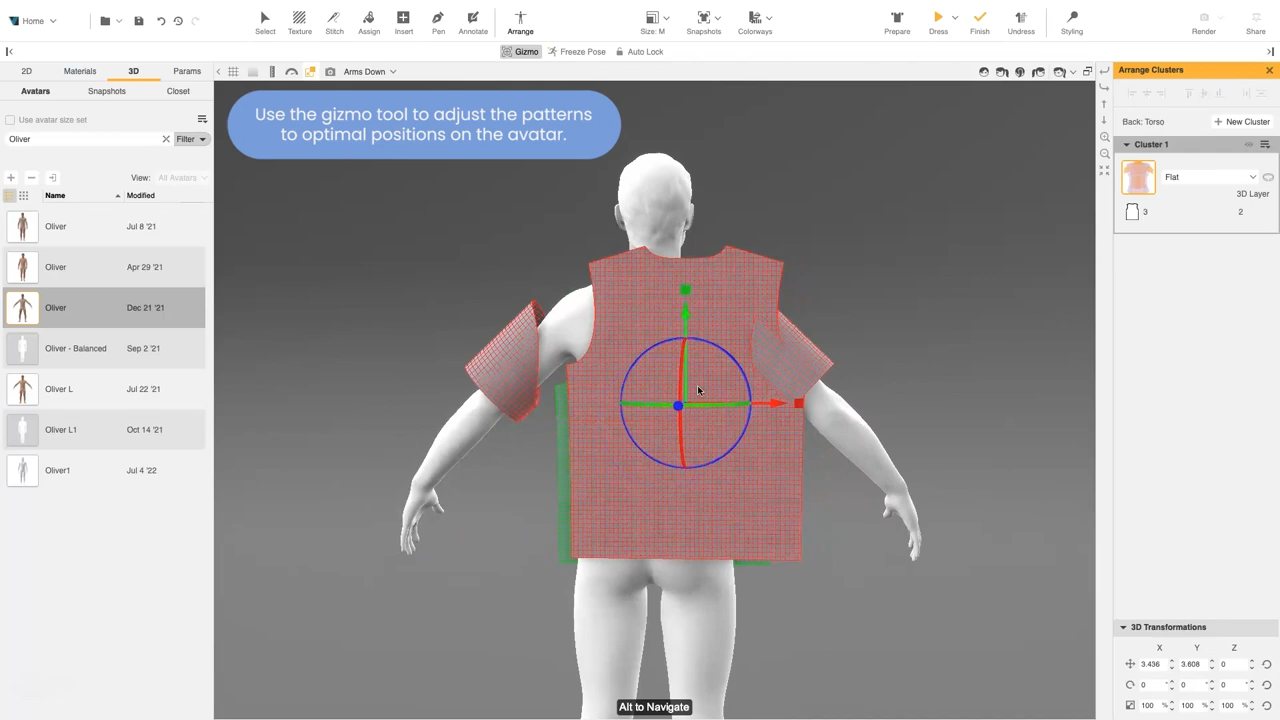 Home
Select
Texture
Stitch
Assign
Insert
Pen
Annotate
Arrange
Size: M
Snapshots
Colorways
Prepare
Dress
Finish
Undress
Styling
Render
Share
Gizmo
Freeze Pose
Auto Lock
2D
Materials
3D
Params
Arms Down
Arrange Clusters
Avatars
Snapshots
Closet
Use avatar size set
Oliver
Filter
View: All Avatars
Name
Modified
Oliver
Jul 8 '21
Oliver
Apr 29 '21
Oliver
Dec 21 '21
Oliver - Balanced
Sep 2 '21
Oliver L
Jul 22 '21
Oliver L1
Oct 14 '21
Oliver1
Jul 4 '22
Use the gizmo tool to adjust the patterns
to optimal positions on the avatar.
Alt to Navigate
Back: Torso
+ New Cluster
Cluster 1
Flat
3D Layer
3
2
3D Transformations
X Y Z
3.436 3.608 0
0 ° 0 ° 0 °
100 % 100 % 100 %